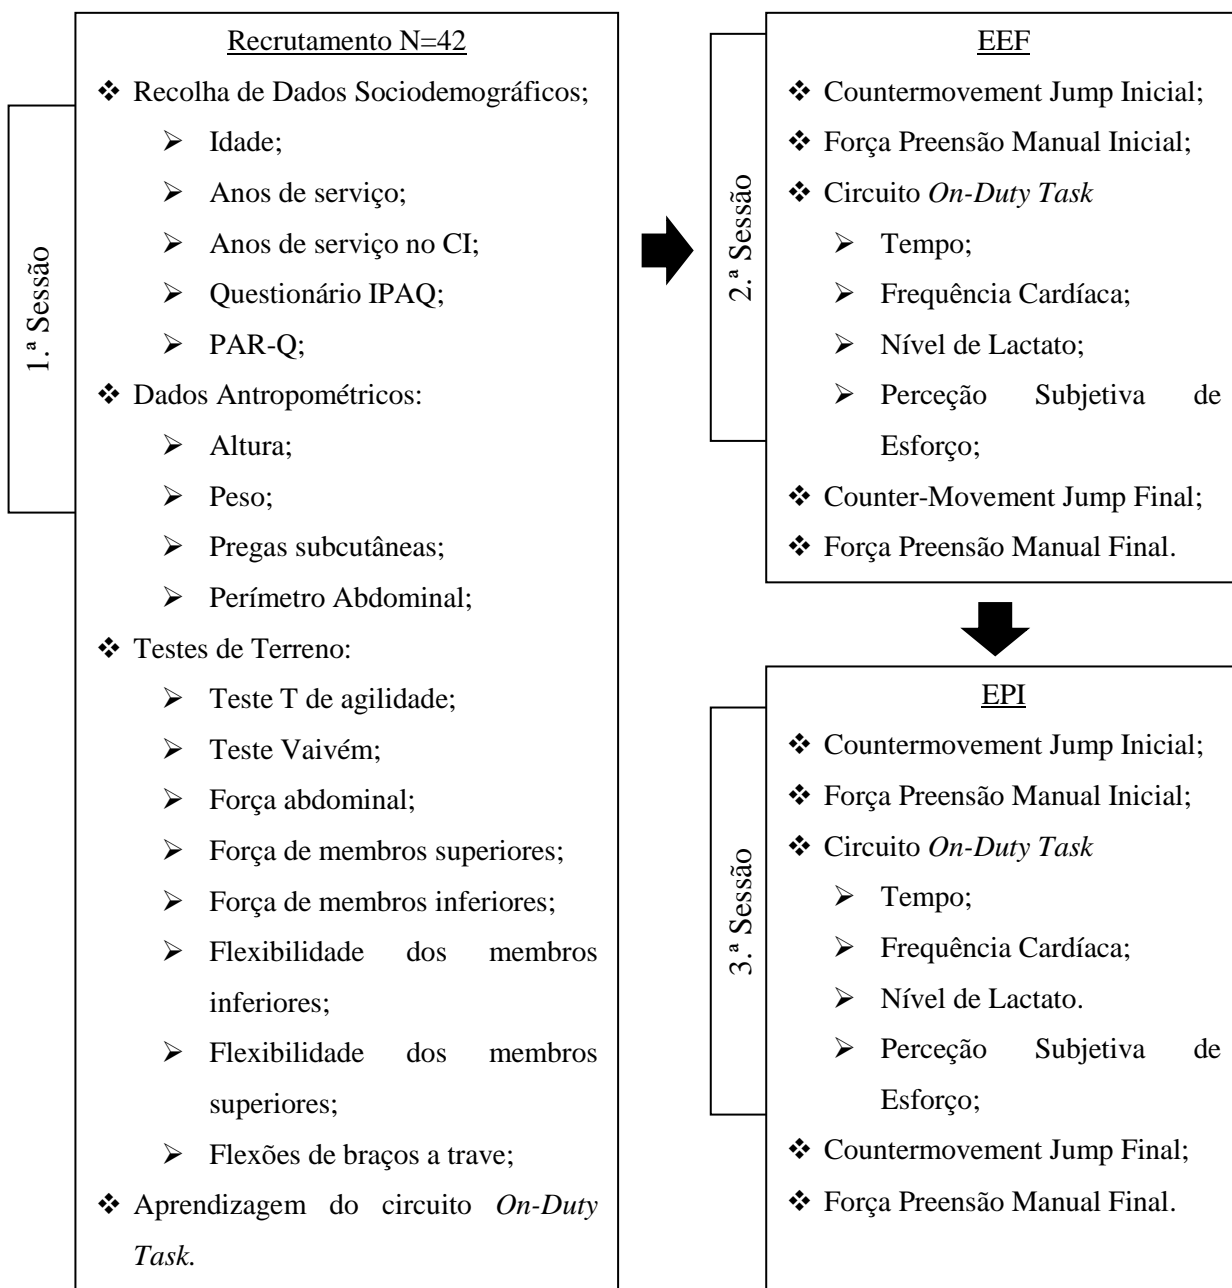 1.ª Sessão
Recrutamento N=42
❖ Recolha de Dados Sociodemográficos;
➢ Idade;
➢ Anos de serviço;
➢ Anos de serviço no CI;
➢ Questionário IPAQ;
➢ PAR-Q;
❖ Dados Antropométricos:
➢ Altura;
➢ Peso;
➢ Pregas subcutâneas;
➢ Perímetro Abdominal;
❖ Testes de Terreno:
➢ Teste T de agilidade;
➢ Teste Vaivém;
➢ Força abdominal;
➢ Força de membros superiores;
➢ Força de membros inferiores;
➢ Flexibilidade dos membros
inferiores;
➢ Flexibilidade dos membros
superiores;
➢ Flexões de braços a trave;
❖ Aprendizagem do circuito On-Duty
Task.
2.ª Sessão
EEF
❖ Countermovement Jump Inicial;
❖ Força Preensão Manual Inicial;
❖ Circuito On-Duty Task
➢ Tempo;
➢ Frequência Cardíaca;
➢ Nível de Lactato;
➢ Perceção Subjetiva de
Esforço;
❖ Counter-Movement Jump Final;
❖ Força Preensão Manual Final.
3.ª Sessão
EPI
❖ Countermovement Jump Inicial;
❖ Força Preensão Manual Inicial;
❖ Circuito On-Duty Task
➢ Tempo;
➢ Frequência Cardíaca;
➢ Nível de Lactato.
➢ Perceção Subjetiva de
Esforço;
❖ Countermovement Jump Final;
❖ Força Preensão Manual Final.